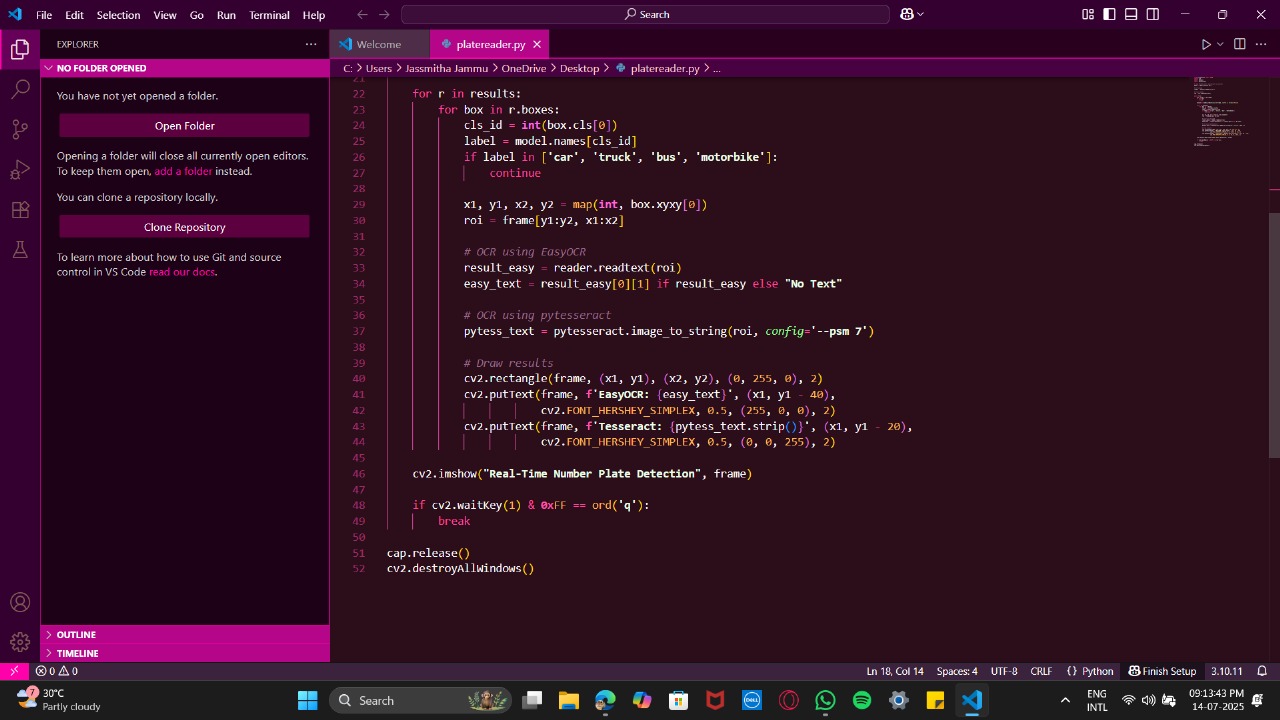 File Edit Selection View Go Run Terminal Help
Search
EXPLORER
Welcome
platereader.py
NO FOLDER OPENED
C: > Users > Jassmitha Jammu > OneDrive > Desktop > platereader.py > ...
You have not yet opened a folder.
Open Folder
Opening a folder will close all currently open editors.
To keep them open, add a folder instead.
You can clone a repository locally.
Clone Repository
To learn more about how to use Git and source
control in VS Code read our docs.
OUTLINE
TIMELINE
21
22 for r in results:
23 for box in r.boxes:
24 cls_id = int(box.cls[0])
25 label = model.names[cls_id]
26 if label in ['car', 'truck', 'bus', 'motorbike']:
27 continue
28
29 x1, y1, x2, y2 = map(int, box.xyxy[0])
30 roi = frame[y1:y2, x1:x2]
31
32 # OCR using EasyOCR
33 result_easy = reader.readtext(roi)
34 easy_text = result_easy[0][1] if result_easy else "No Text"
35
36 # OCR using pytesseract
37 pytess_text = pytesseract.image_to_string(roi, config='--psm 7')
38
39 # Draw results
40 cv2.rectangle(frame, (x1, y1), (x2, y2), (0, 255, 0), 2)
41 cv2.putText(frame, f'EasyOCR: {easy_text}', (x1, y1 - 40),
42 cv2.FONT_HERSHEY_SIMPLEX, 0.5, (255, 0, 0), 2)
43 cv2.putText(frame, f'Tesseract: {pytess_text.strip()}', (x1, y1 - 20),
44 cv2.FONT_HERSHEY_SIMPLEX, 0.5, (0, 0, 255), 2)
45
46 cv2.imshow("Real-Time Number Plate Detection", frame)
47
48 if cv2.waitKey(1) & 0xFF == ord('q'):
49 break
50
51 cap.release()
52 cv2.destroyAllWindows()
0 0
Ln 18, Col 14 Spaces: 4 UTF-8 CRLF {} Python Finish Setup 3.10.11
7
30°C
Partly cloudy
Search
DELL
ENG
INTL
09:13:43 PM
14-07-2025